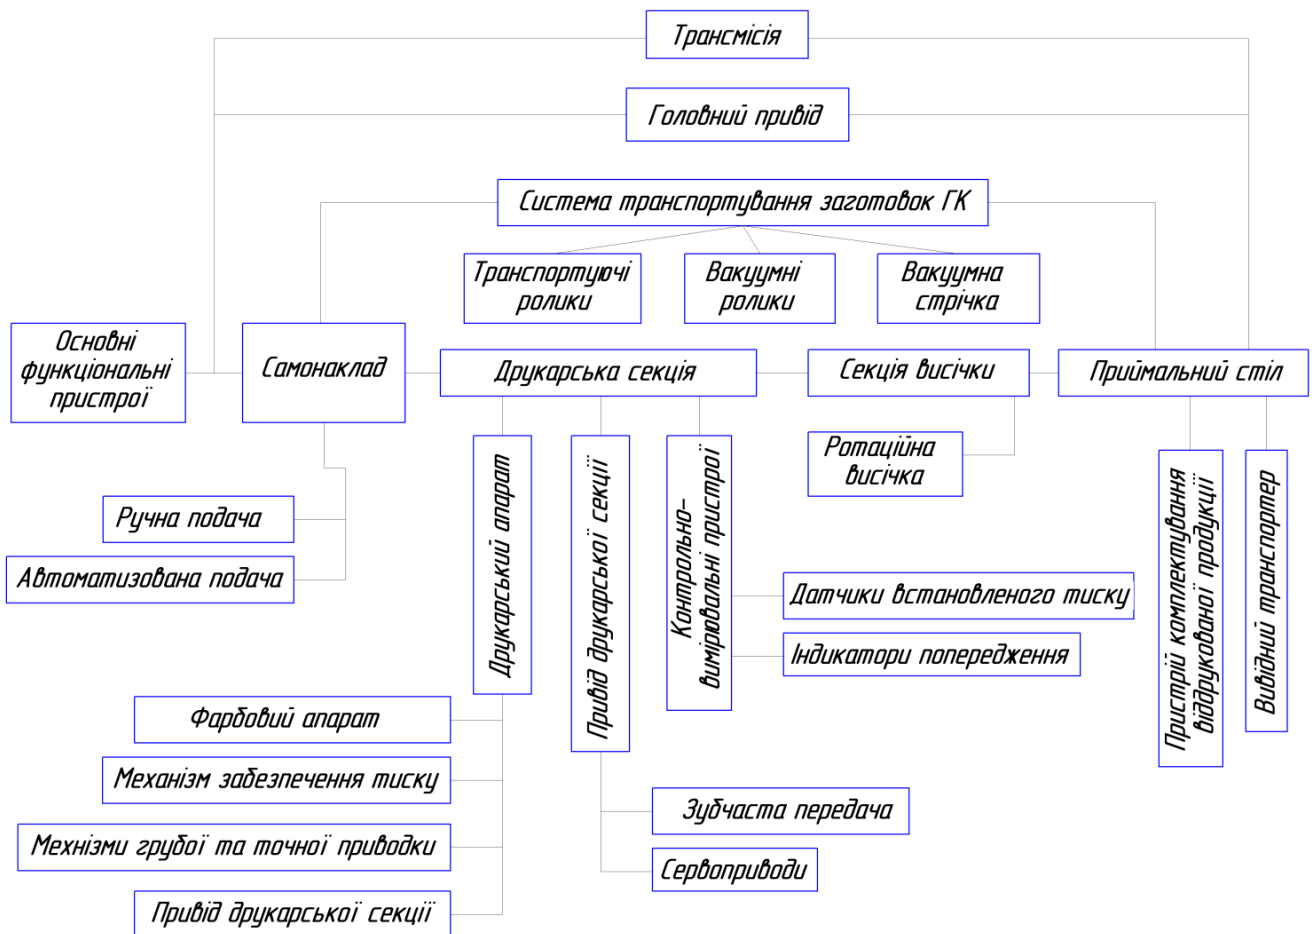 Трансмісія
Головний привід
Система транспортування заготовок ГК
Транспортуючі
ролики
Вакуумні
ролики
Вакуумна
стрічка
Основні
функціональні
пристрої
Самонаклад
Друкарська секція
Секція висічки
Приймальний стіл
Ротаційна
висічка
Ручна подача
Автоматизована подача
Друкарський апарат
Привід друкарської секції
Контрольно-
вимірювальні пристрої
Датчики встановленого тиску
Індикатори попередження
Пристрій комплектування
віддрукованої продукції
Вивідний транспортер
Фарбовий апарат
Механізм забезпечення тиску
Мехнізми грубої та точної приводки
Привід друкарської секції
Зубчаста передача
Сервоприводи